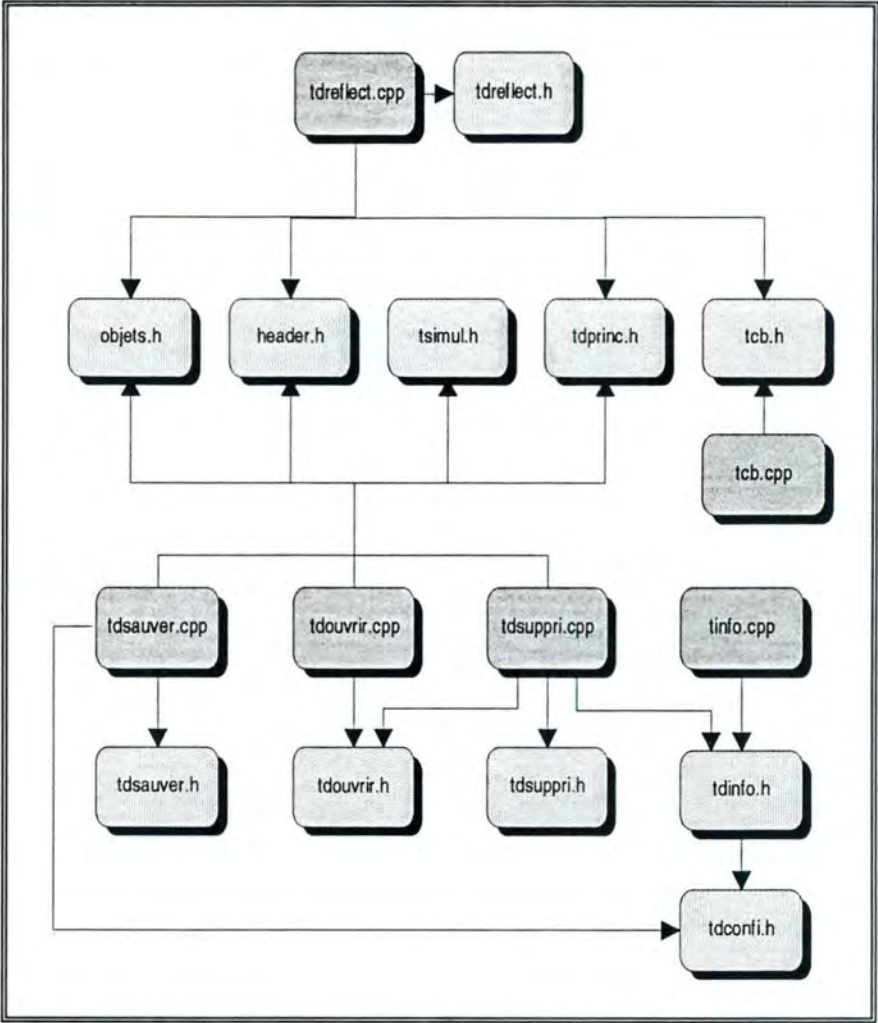 tdreflect.cpp
tdreflect.h
objets.h
header.h
tsimul.h
tdprinc.h
tcb.h
tcb.cpp
tdsauver.cpp
tdouvrir.cpp
tdsuppri.cpp
tinfo.cpp
tdsauver.h
tdouvrir.h
tdsuppri.h
tdinfo.h
tdconfi.h